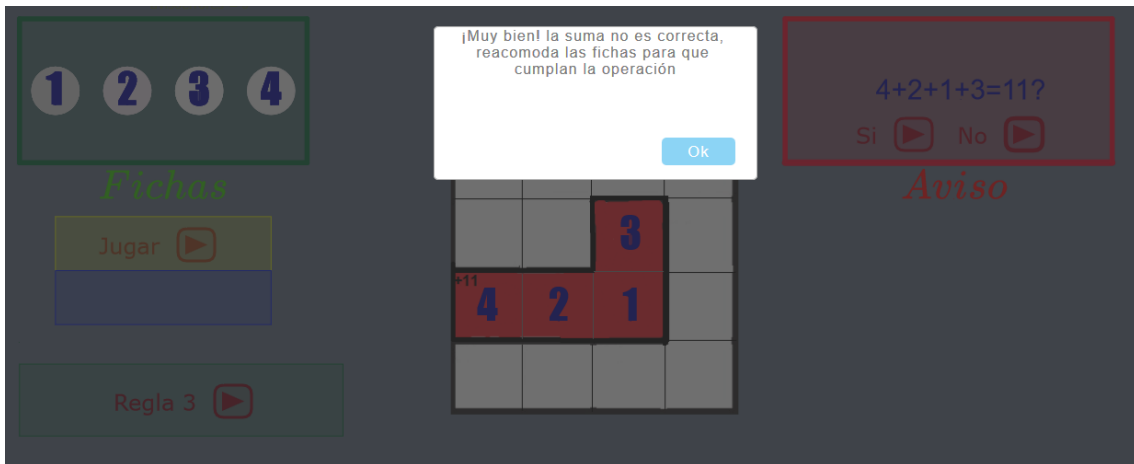 1 2 3 4
Fichas
Jugar
Regla 3
¡Muy bien! la suma no es correcta,
reacomoda las fichas para que
cumplan la operación
Ok
3
+11
4 2 1
4+2+1+3=11?
Si No
Aviso